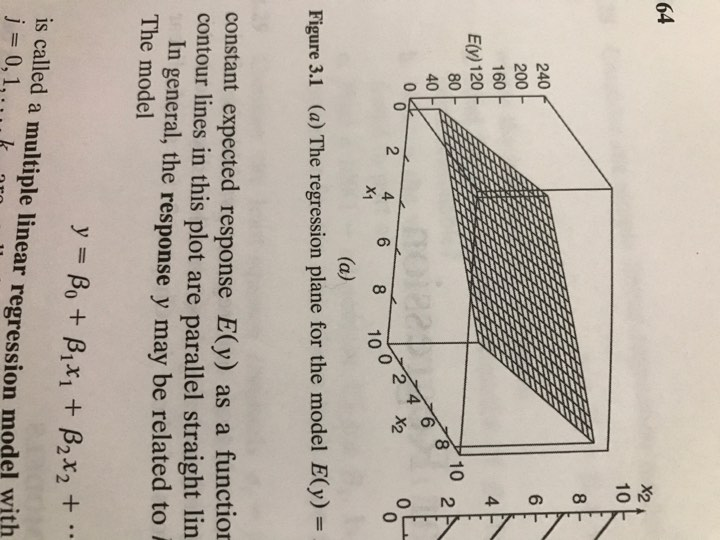 64
240
200
160
E(y) 120
80
40
0
0
2
4
6
8
10
x₁
0
2
4
6
8
10
x₂
x₂
10
8
6
4
2
0
0
(a)
Figure 3.1 (a) The regression plane for the model E(y) =
constant expected response E(y) as a function
contour lines in this plot are parallel straight lin
In general, the response y may be related to
The model
y = β₀ + β₁x₁ + β₂x₂ + ··
is called a multiple linear regression model with
j = 0, 1, . . . , k